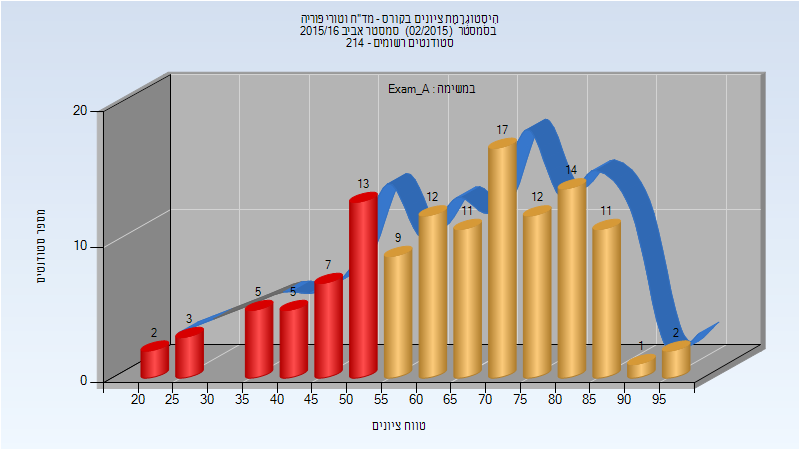 היסטוגרמת ציונים בקורס - מד"ח וטורי פוריה
בסמסטר (02/2015) סמסטר אביב 2015/16
סטודנטים רשומים - 214
במשימה : Exam_A
20
10
0
מספר סטודנטים
2
3
5
5
7
13
9
12
11
17
12
14
11
1
2
20 25 30 35 40 45 50 55 60 65 70 75 80 85 90 95
טווח ציונים